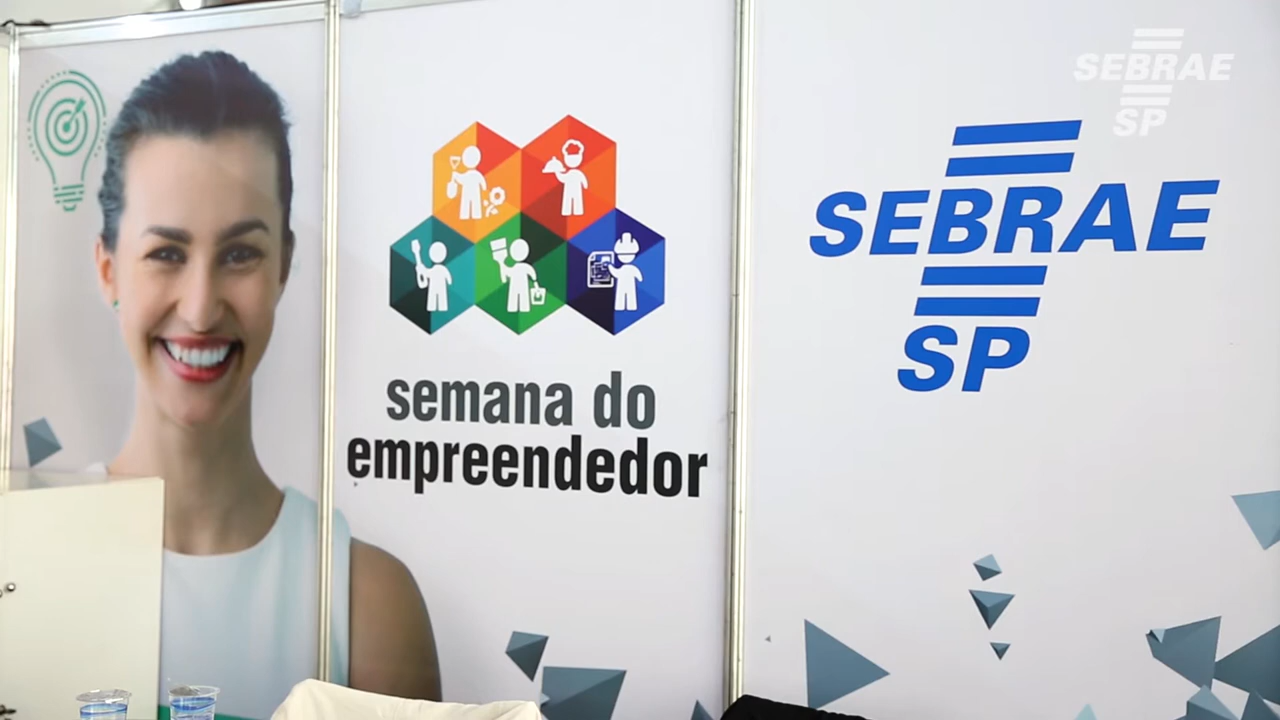 semana do
empreendedor
SEBRAE
SP
SEBRAE
SP